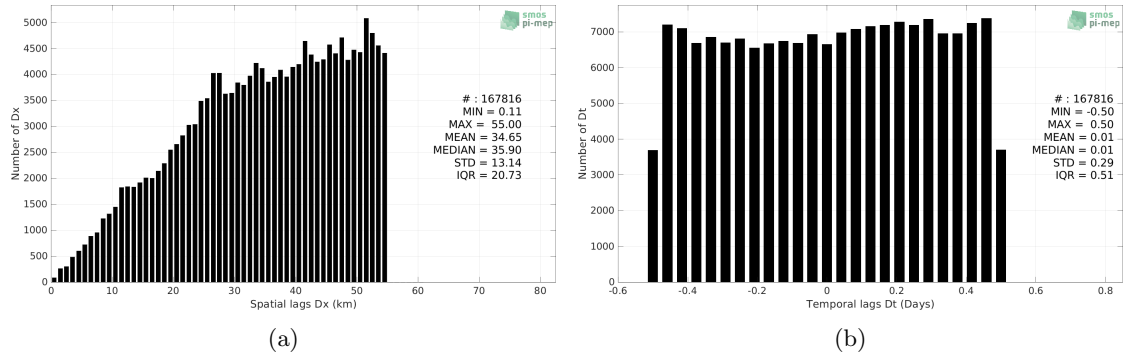 smos
pi-mep
5000
4500
4000
3500
3000
2500
2000
1500
1000
500
0
Number of Dx
# : 167816
MIN = 0.11
MAX = 55.00
MEAN = 34.65
MEDIAN = 35.90
STD = 13.14
IQR = 20.73
0 10 20 30 40 50 60 70 80
Spatial lags Dx (km)
(a)
smos
pi-mep
7000
6000
5000
4000
3000
2000
1000
0
Number of Dt
# : 167816
MIN = -0.50
MAX = 0.50
MEAN = 0.01
MEDIAN = 0.01
STD = 0.29
IQR = 0.51
-0.6 -0.4 -0.2 0 0.2 0.4 0.6 0.8
Temporal lags Dt (Days)
(b)